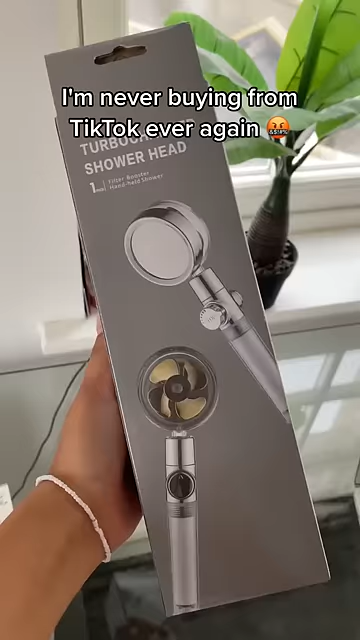 I'm never buying from
TikTok ever again 🤬
SHOWER HEAD
Filter Booster
Hand-held Shower